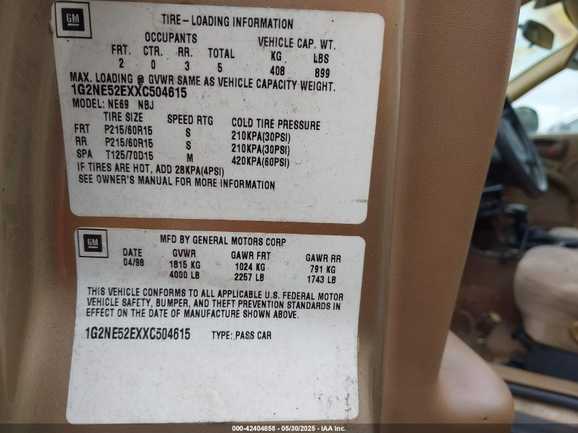 GM
TIRE-LOADING INFORMATION
OCCUPANTS VEHICLE CAP. WT.
FRT. CTR. RR. TOTAL KG LBS
2 0 3 5 408 899
MAX. LOADING @ GVWR SAME AS VEHICLE CAPACITY WEIGHT.
1G2NE52EXXC504615
MODEL: NE69 NBJ
TIRE SIZE SPEED RTG COLD TIRE PRESSURE
FRT P215/60R15 S 210KPA(30PSI)
RR P215/60R15 S 210KPA(30PSI)
SPA T125/70D15 M 420KPA(60PSI)
IF TIRES ARE HOT, ADD 28KPA(4PSI)
SEE OWNER'S MANUAL FOR MORE INFORMATION
GM
MFD BY GENERAL MOTORS CORP
DATE GVWR GAWR FRT GAWR RR
04/98 1815 KG 1024 KG 791 KG
4000 LB 2257 LB 1743 LB
THIS VEHICLE CONFORMS TO ALL APPLICABLE U.S. FEDERAL MOTOR
VEHICLE SAFETY, BUMPER, AND THEFT PREVENTION STANDARDS IN
EFFECT ON THE DATE OF MANUFACTURE SHOWN ABOVE.
1G2NE52EXXC504615 TYPE: PASS CAR
000-42404658 - 05/30/2025 - IAA Inc.